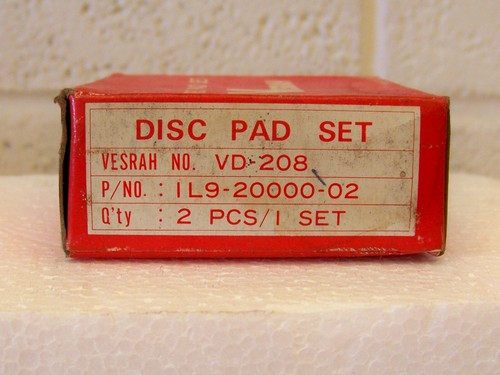 DISC PAD SET
VESRAH NO. VD-208
P/NO. : 1L9-20000-02
Q'ty : 2 PCS/1 SET